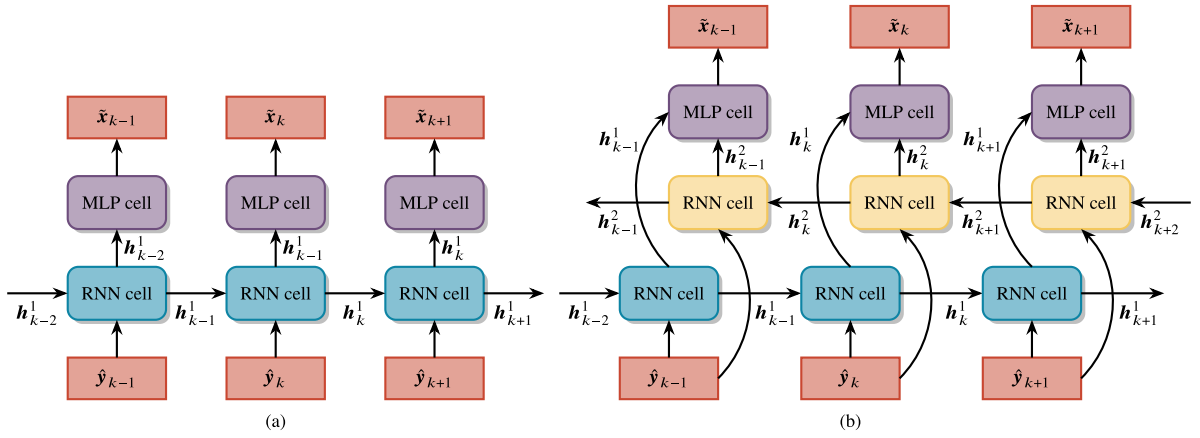 x̃ₖ₋₁ x̃ₖ x̃ₖ₊₁
MLP cell MLP cell MLP cell
h¹ₖ₋₂ h¹ₖ₋₁ h¹ₖ
RNN cell RNN cell RNN cell
h¹ₖ₋₂ h¹ₖ₋₁ h¹ₖ h¹ₖ₊₁
ŷₖ₋₁ ŷₖ ŷₖ₊₁
(a)
x̃ₖ₋₁ x̃ₖ x̃ₖ₊₁
MLP cell MLP cell MLP cell
h¹ₖ₋₁ h²ₖ₋₁ h¹ₖ h²ₖ h¹ₖ₊₁ h²ₖ₊₁
RNN cell RNN cell RNN cell
h²ₖ₋₁ h²ₖ h²ₖ₊₁ h²ₖ₊₂
RNN cell RNN cell RNN cell
h¹ₖ₋₂ h¹ₖ₋₁ h¹ₖ h¹ₖ₊₁
ŷₖ₋₁ ŷₖ ŷₖ₊₁
(b)